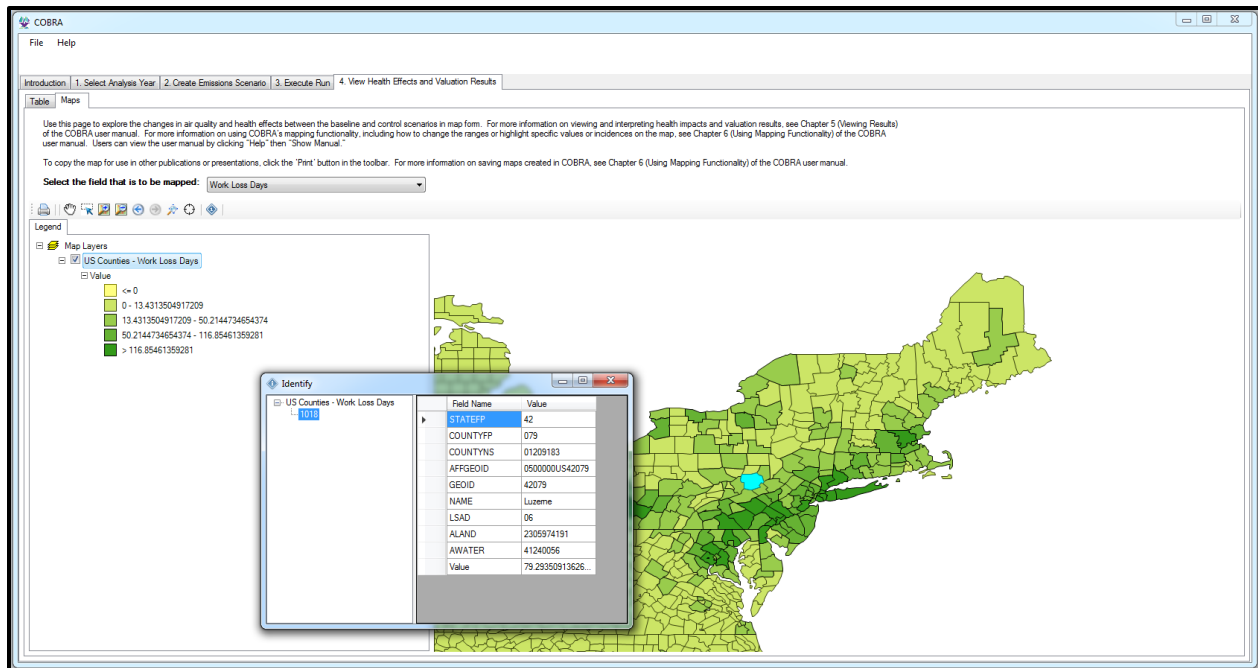 COBRA
File Help
Introduction 1. Select Analysis Year 2. Create Emissions Scenario 3. Execute Run 4. View Health Effects and Valuation Results
Table Maps
Use this page to explore the changes in air quality and health effects between the baseline and control scenarios in map form. For more information on viewing and interpreting health impacts and valuation results, see Chapter 5 (Viewing Results)
of the COBRA user manual. For more information on using COBRA's mapping functionality, including how to change the ranges or highlight specific values or incidences on the map, see Chapter 6 (Using Mapping Functionality) of the COBRA
user manual. Users can view the user manual by clicking "Help" then "Show Manual."
To copy the map for use in other publications or presentations, click the 'Print' button in the toolbar. For more information on saving maps created in COBRA, see Chapter 6 (Using Mapping Functionality) of the COBRA user manual.
Select the field that is to be mapped: Work Loss Days
Legend
Map Layers
US Counties - Work Loss Days
Value
<= 0
0 - 13.4313504917209
13.4313504917209 - 50.2144734654374
50.2144734654374 - 116.85461359281
> 116.85461359281
Identify
US Counties - Work Loss Days
1018
Field Name Value
STATEFP 42
COUNTYFP 079
COUNTYNS 01209183
AFFGEOID 0500000US42079
GEOID 42079
NAME Luzerne
LSAD 06
ALAND 2305974191
AWATER 41240056
Value 79.29350913626...